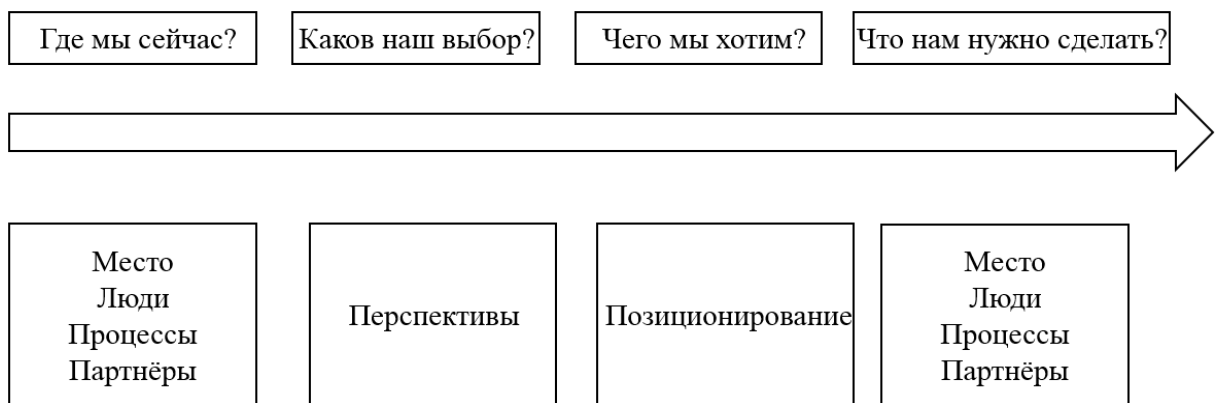 Где мы сейчас?
Каков наш выбор?
Чего мы хотим?
Что нам нужно сделать?
Место
Люди
Процессы
Партнёры
Перспективы
Позиционирование
Место
Люди
Процессы
Партнёры